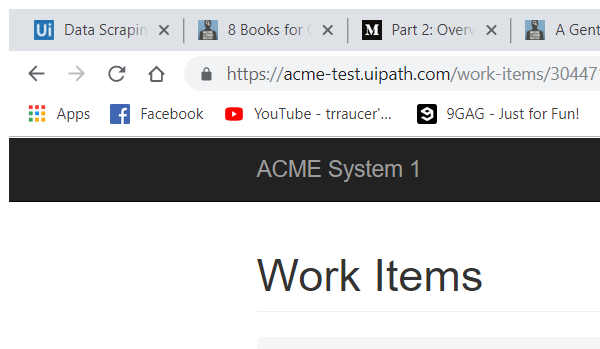 Ui Data Scrapin 8 Books for M Part 2: Overv A Gent
https://acme-test.uipath.com/work-items/30447
Apps Facebook YouTube - trraucer'... 9GAG - Just for Fun!
ACME System 1
Work Items